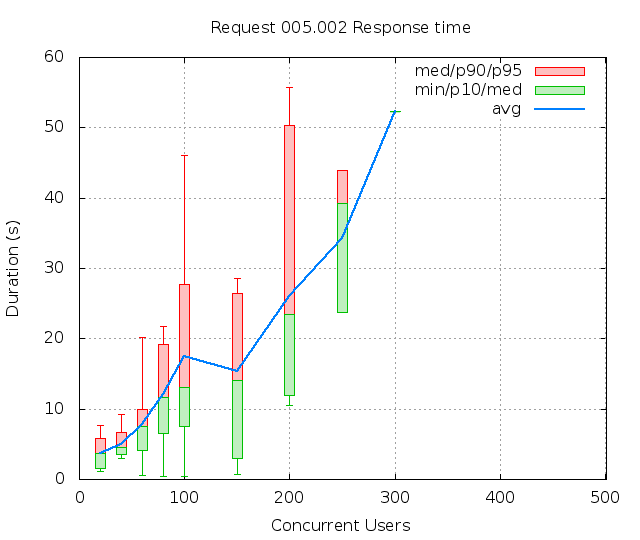 Request 005.002 Response time
med/p90/p95
min/p10/med
avg
60
50
40
30
20
10
0
Duration (s)
0 100 200 300 400 500
Concurrent Users